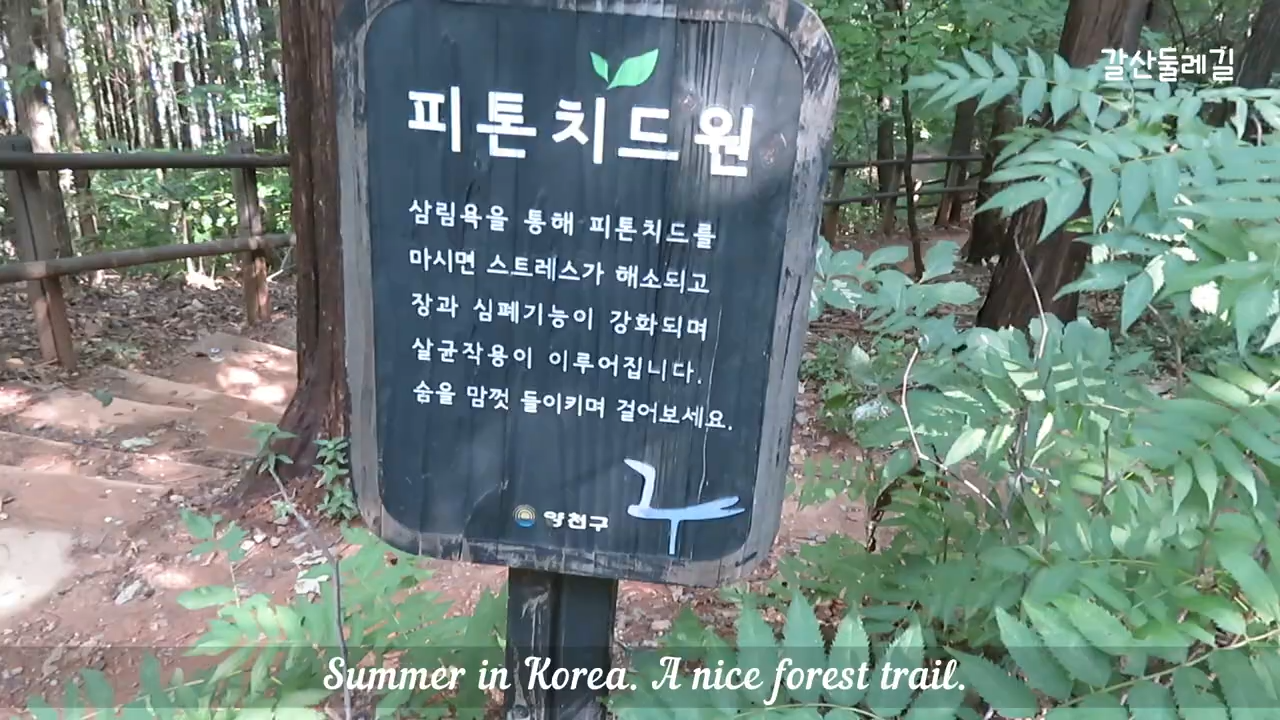 갈산둘레길
피톤치드원
삼림욕을 통해 피톤치드를
마시면 스트레스가 해소되고
장과 심폐기능이 강화되며
살균작용이 이루어집니다.
숨을 맘껏 들이키며 걸어보세요.
양천구
Summer in Korea. A nice forest trail.